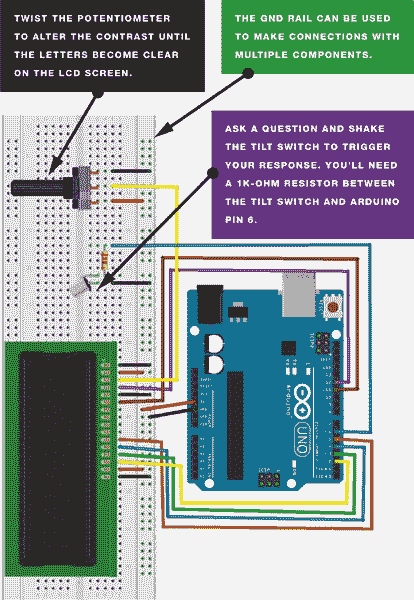 TWIST THE POTENTIOMETER
TO ALTER THE CONTRAST UNTIL
THE LETTERS BECOME CLEAR
ON THE LCD SCREEN.
THE GND RAIL CAN BE USED
TO MAKE CONNECTIONS WITH
MULTIPLE COMPONENTS.
ASK A QUESTION AND SHAKE
THE TILT SWITCH TO TRIGGER
YOUR RESPONSE. YOU'LL NEED
A 1K-OHM RESISTOR BETWEEN
THE TILT SWITCH AND ARDUINO
PIN 6.
Arduino
UNO